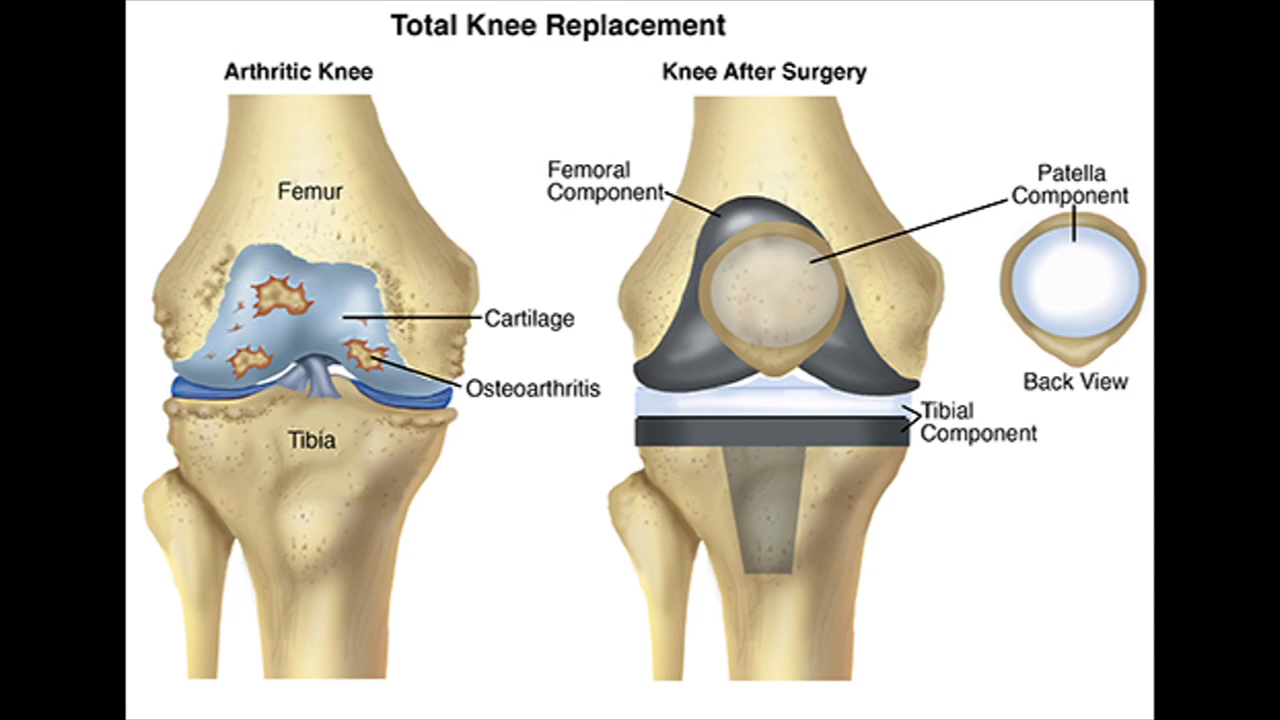 Total Knee Replacement
Arthritic Knee
Femur
Cartilage
Osteoarthritis
Tibia
Knee After Surgery
Femoral
Component
Patella
Component
Back View
Tibial
Component